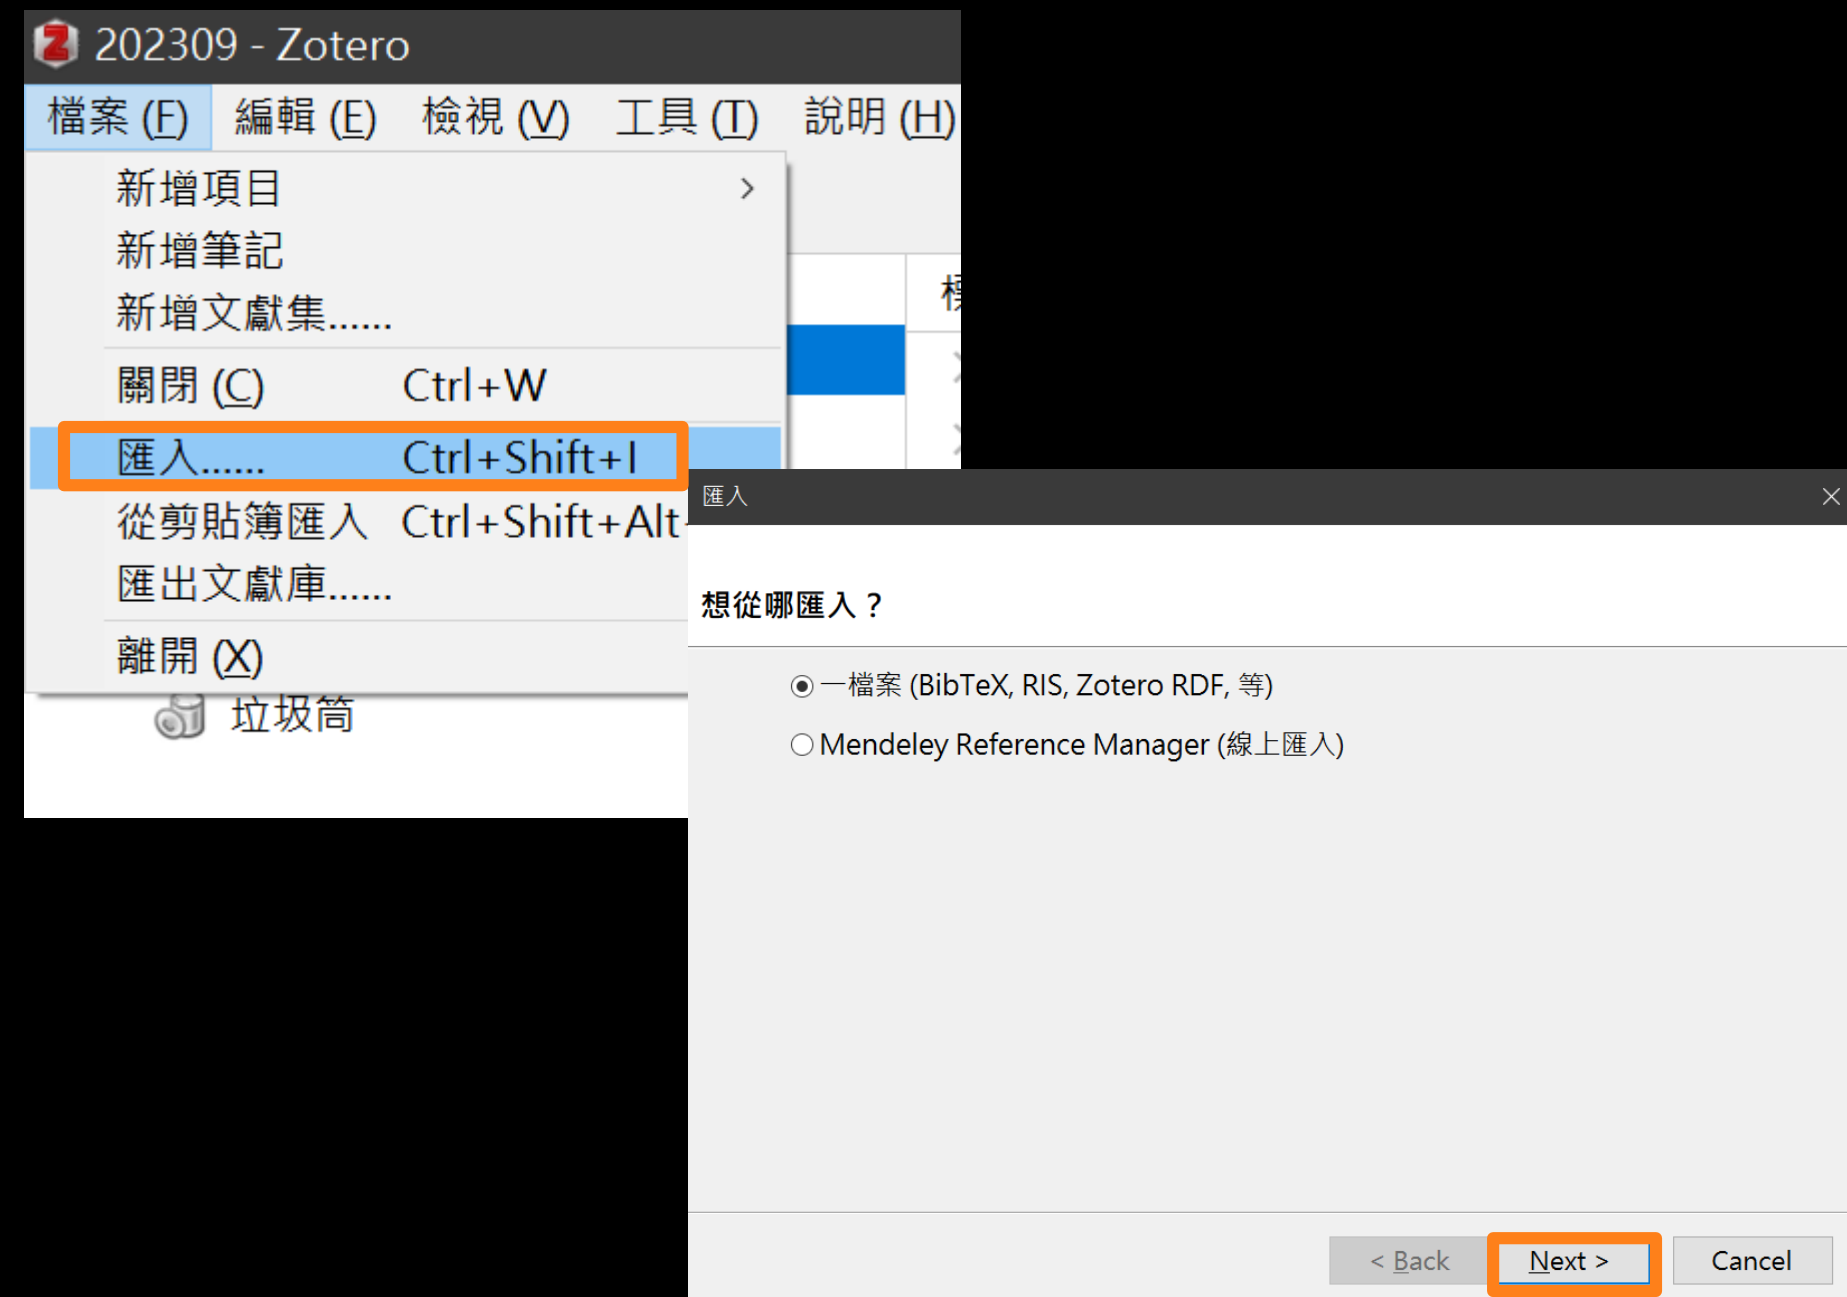 202309 - Zotero
檔案 (F) 編輯 (E) 檢視 (V) 工具 (T) 說明 (H)
新增項目
新增筆記
新增文獻集......
關閉 (C) Ctrl+W
匯入...... Ctrl+Shift+I
從剪貼簿匯入 Ctrl+Shift+Alt
匯出文獻庫......
離開 (X)
垃圾筒
匯入
想從哪匯入？
一檔案 (BibTeX, RIS, Zotero RDF, 等)
Mendeley Reference Manager (線上匯入)
< Back Next > Cancel